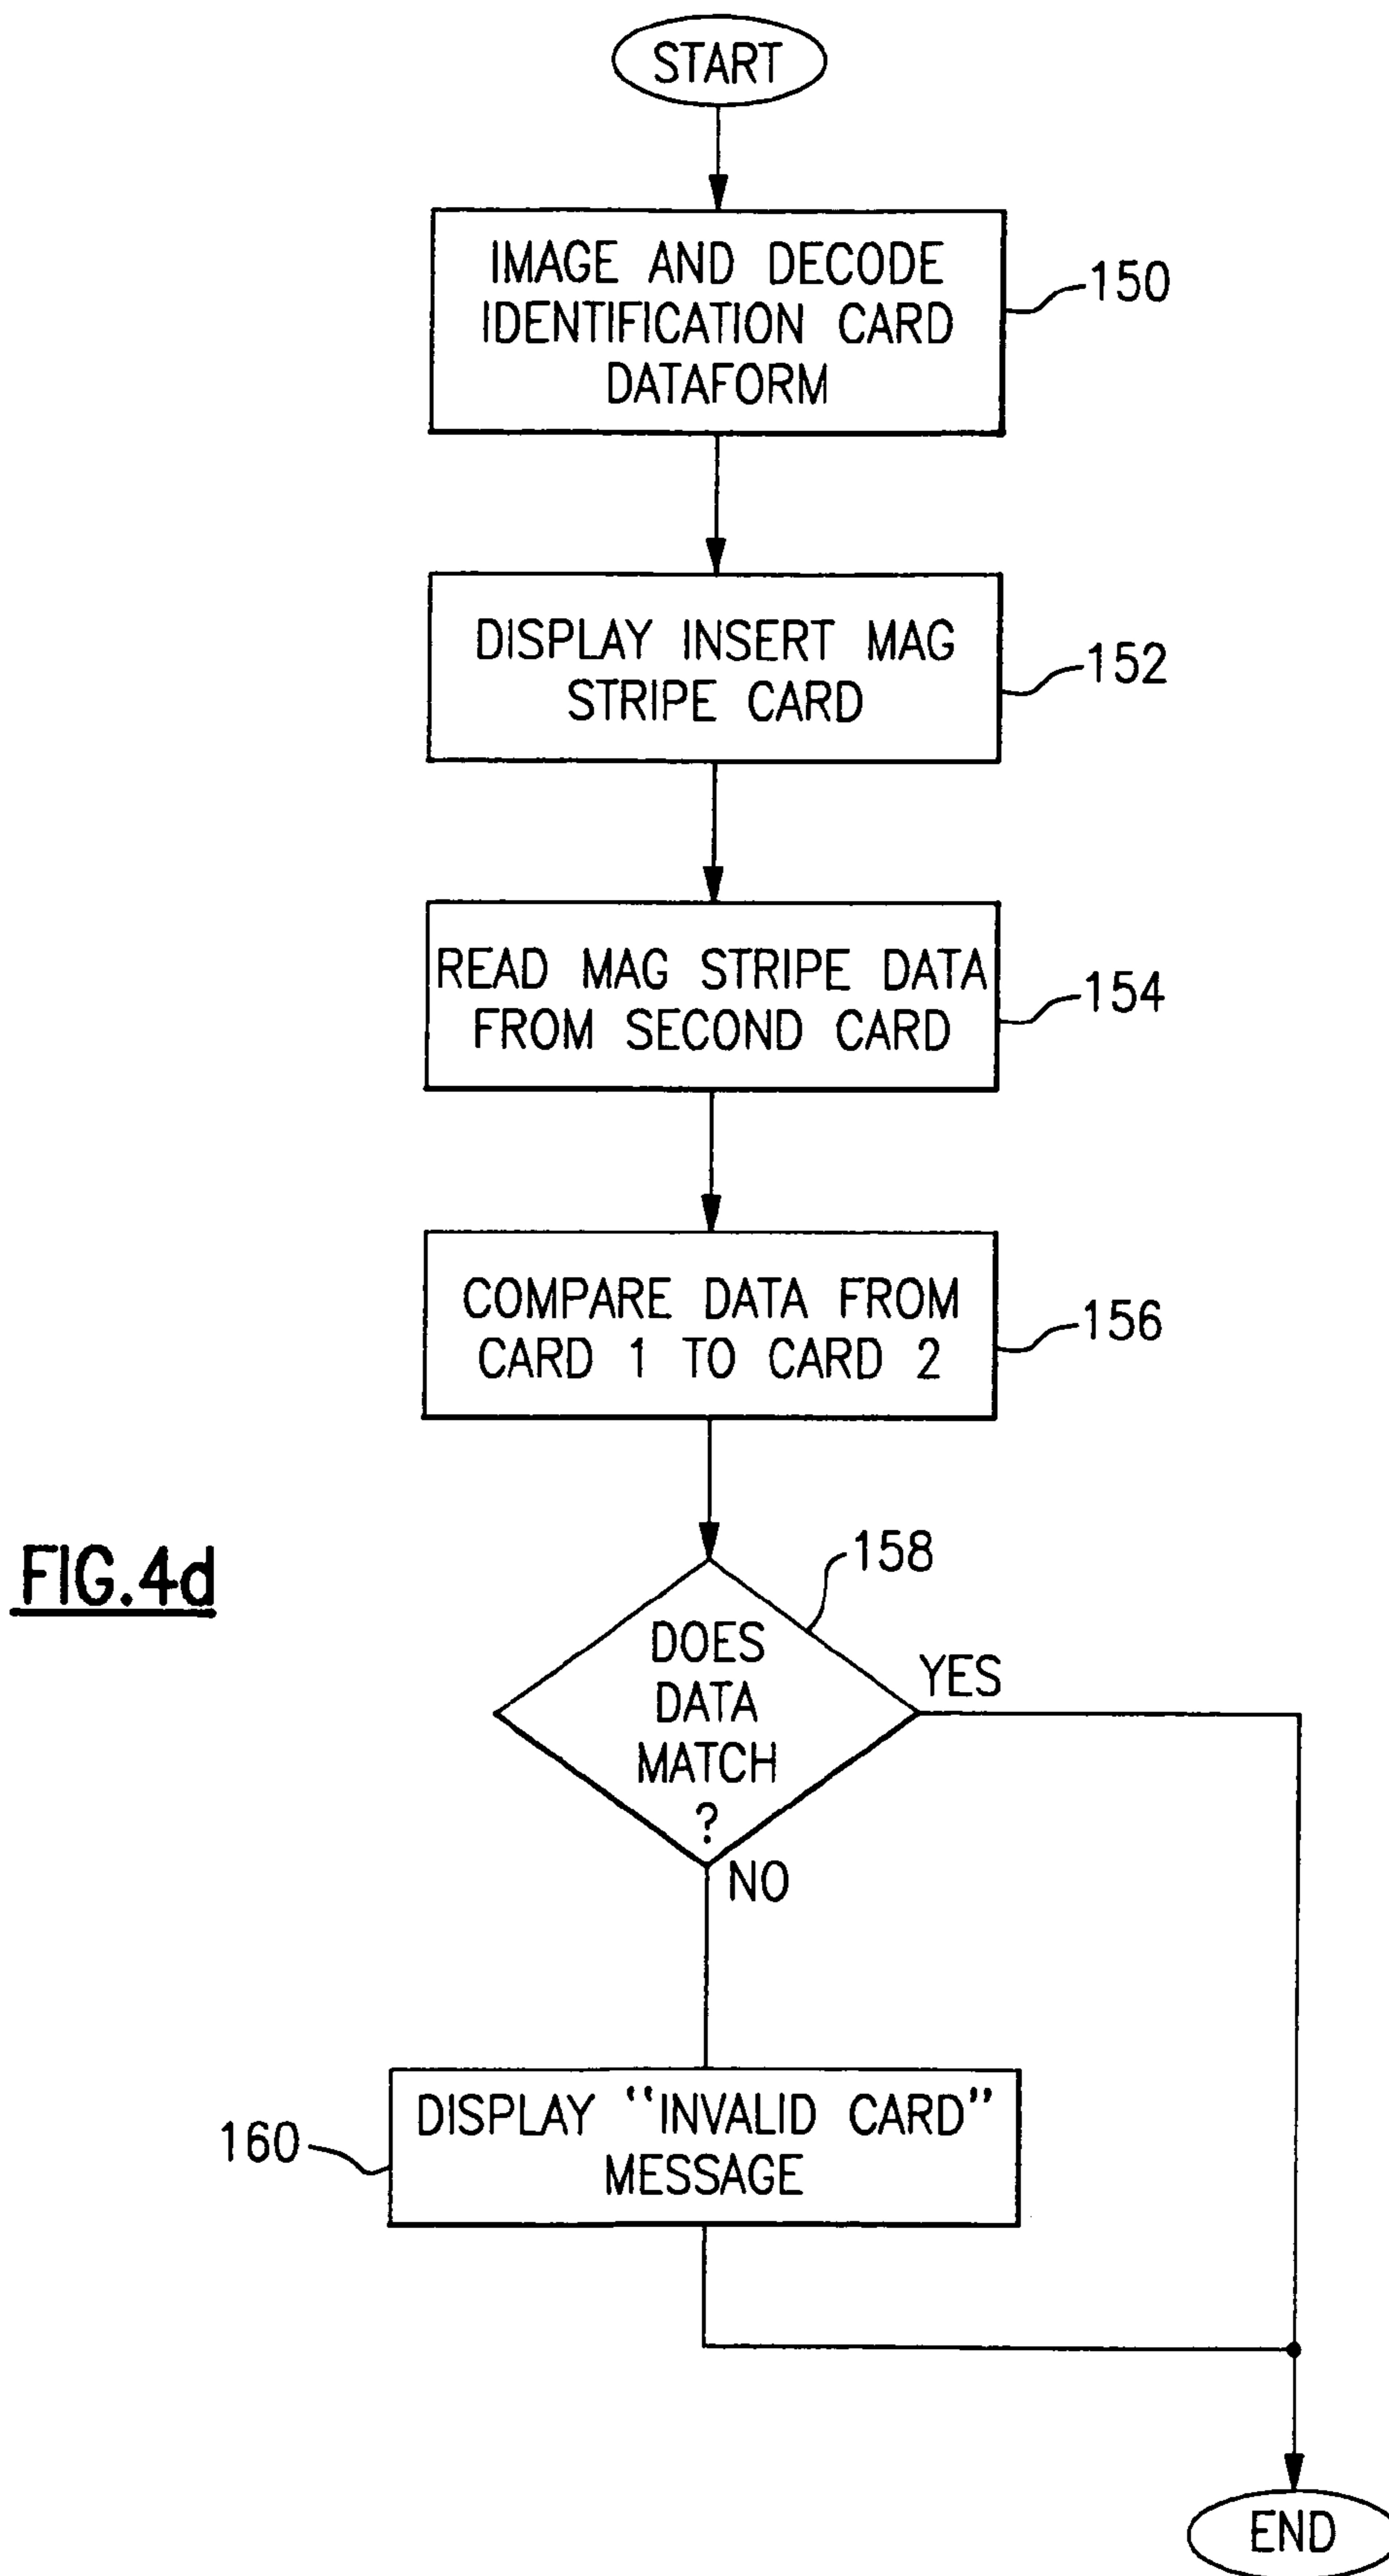 START
IMAGE AND DECODE
IDENTIFICATION CARD
DATAFORM
150
DISPLAY INSERT MAG
STRIPE CARD
152
READ MAG STRIPE DATA
FROM SECOND CARD
154
COMPARE DATA FROM
CARD 1 TO CARD 2
156
FIG.4d
158
DOES
DATA
MATCH
?
YES
NO
DISPLAY "INVALID CARD"
MESSAGE
160
END